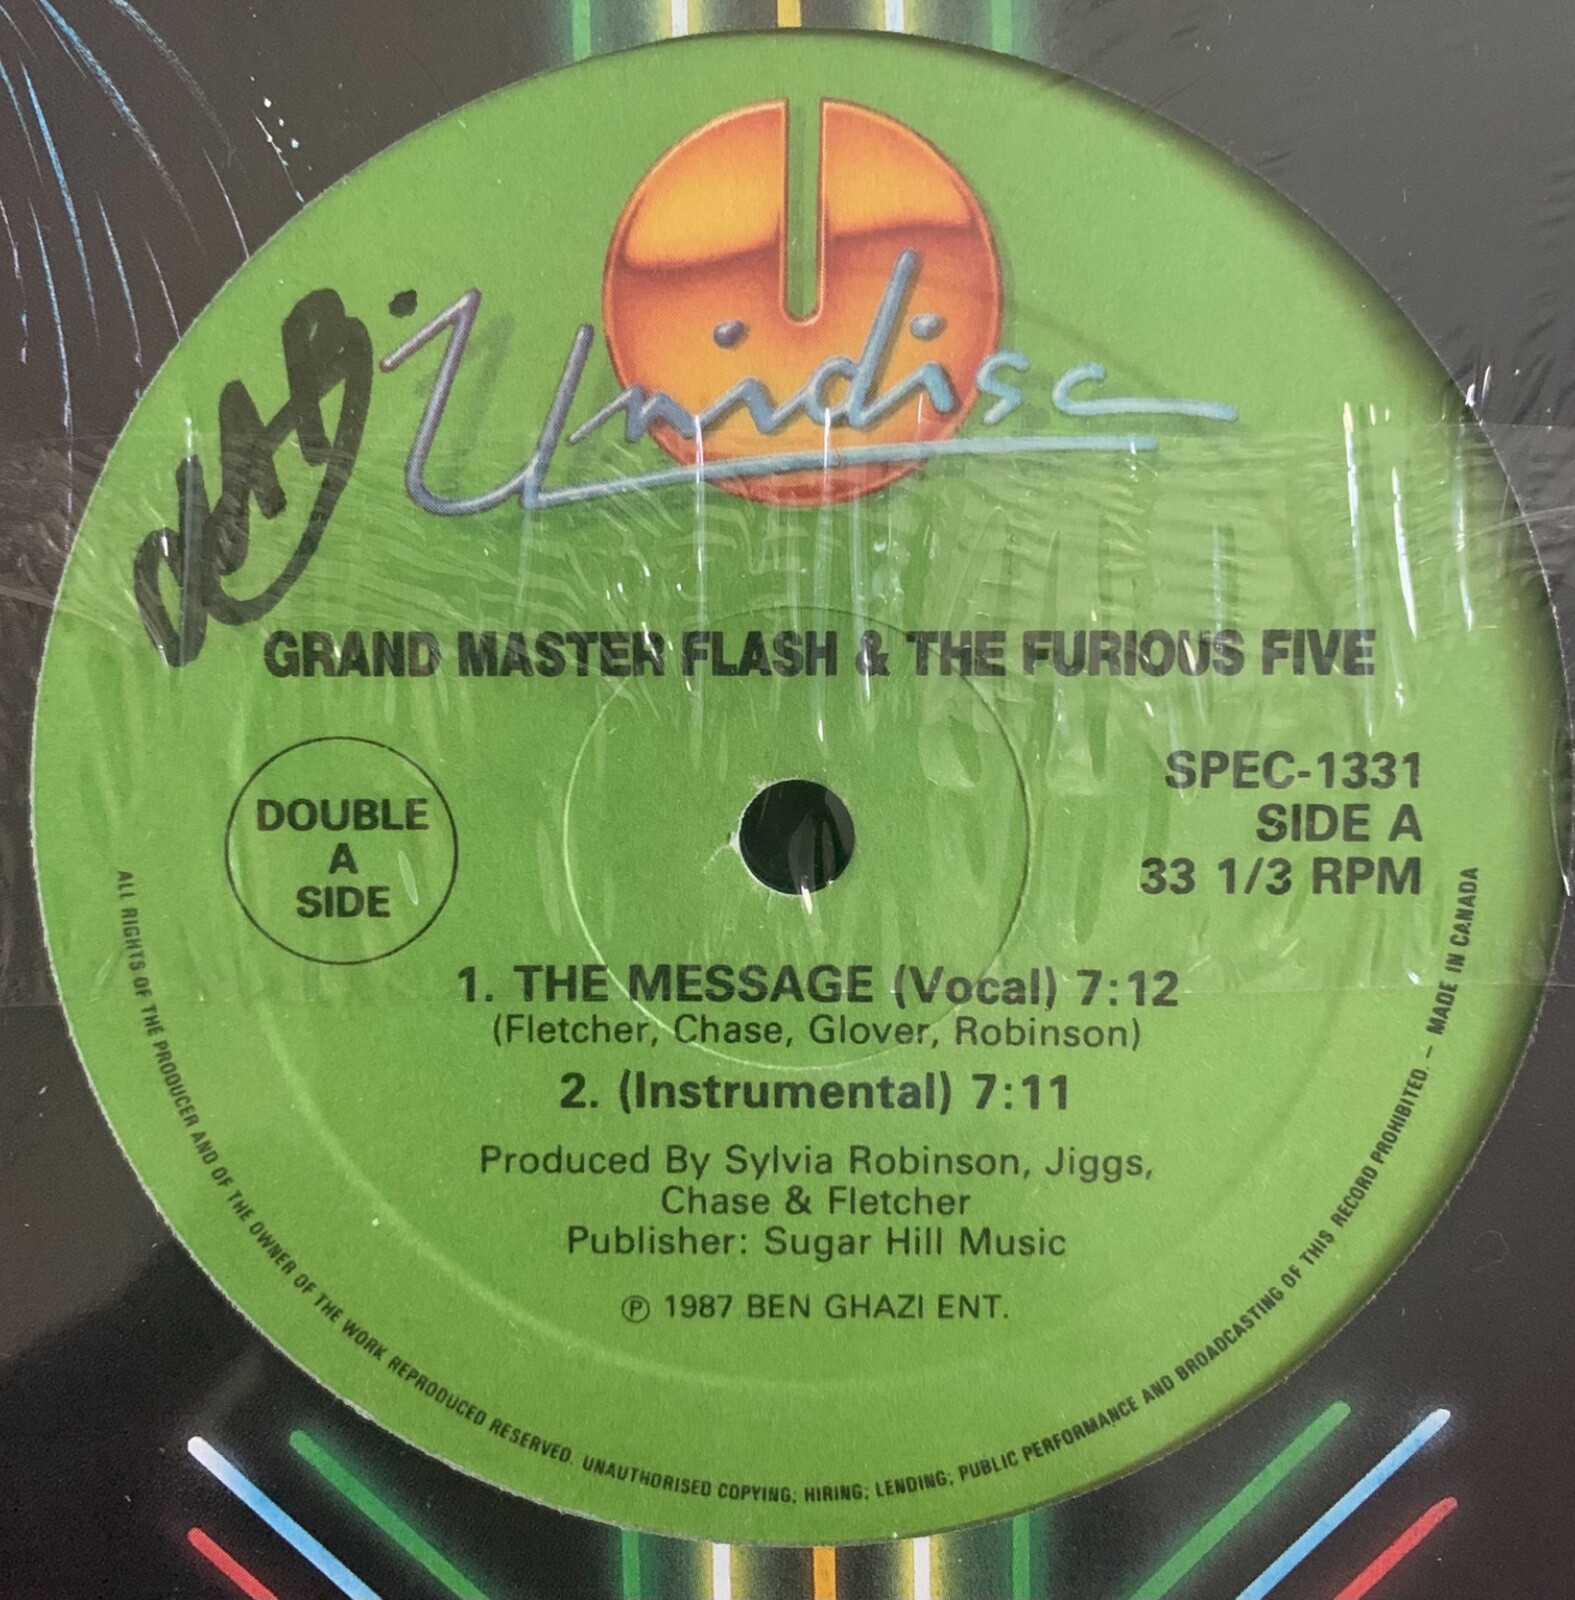 Unidisc
GRAND MASTER FLASH & THE FURIOUS FIVE
DOUBLE
A
SIDE
SPEC-1331
SIDE A
33 1/3 RPM
1. THE MESSAGE (Vocal) 7:12
(Fletcher, Chase, Glover, Robinson)
2. (Instrumental) 7:11
Produced By Sylvia Robinson, Jiggs,
Chase & Fletcher
Publisher: Sugar Hill Music
℗ 1987 BEN GHAZI ENT.
ALL RIGHTS OF THE PRODUCER AND OF THE OWNER OF THE WORK REPRODUCED RESERVED. UNAUTHORISED COPYING; HIRING; LENDING; PUBLIC PERFORMANCE AND BROADCASTING OF THIS RECORD PROHIBITED. – MADE IN CANADA